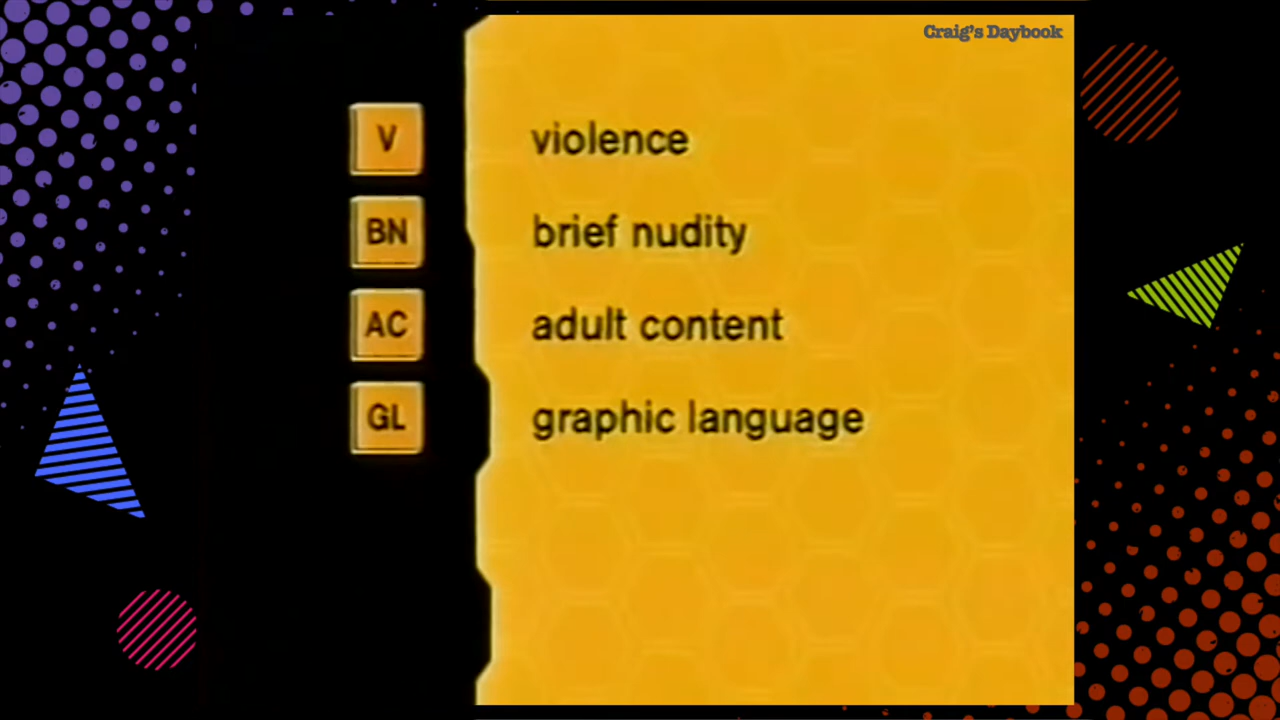 Craig's Daybook
V violence
BN brief nudity
AC adult content
GL graphic language